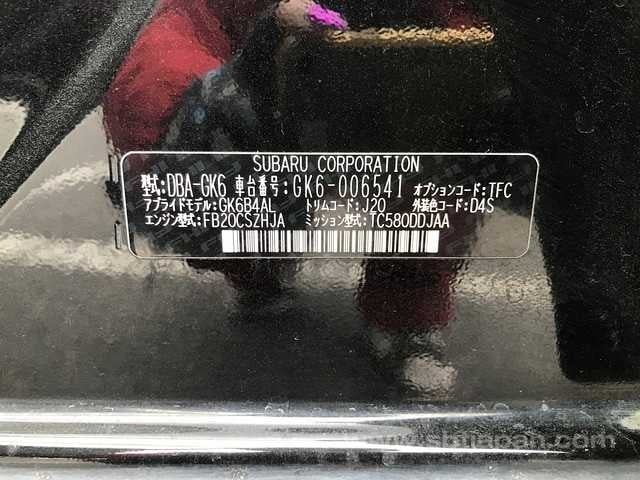 SUBARU CORPORATION
型式:DBA-GK6 車台番号:GK6-006541 オプションコード:TFC
アプライドモデル:GK6B4AL トリムコード:J20 外装色コード:D4S
エンジン型式:FB20CSZHJA ミッション型式:TC580DDJAA
www.sbtjapan.com